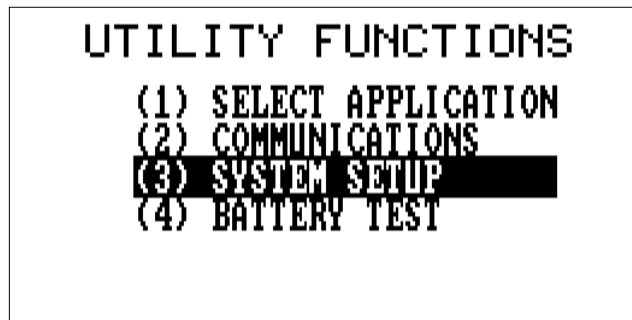 UTILITY FUNCTIONS
(1) SELECT APPLICATION
(2) COMMUNICATIONS
(3) SYSTEM SETUP
(4) BATTERY TEST